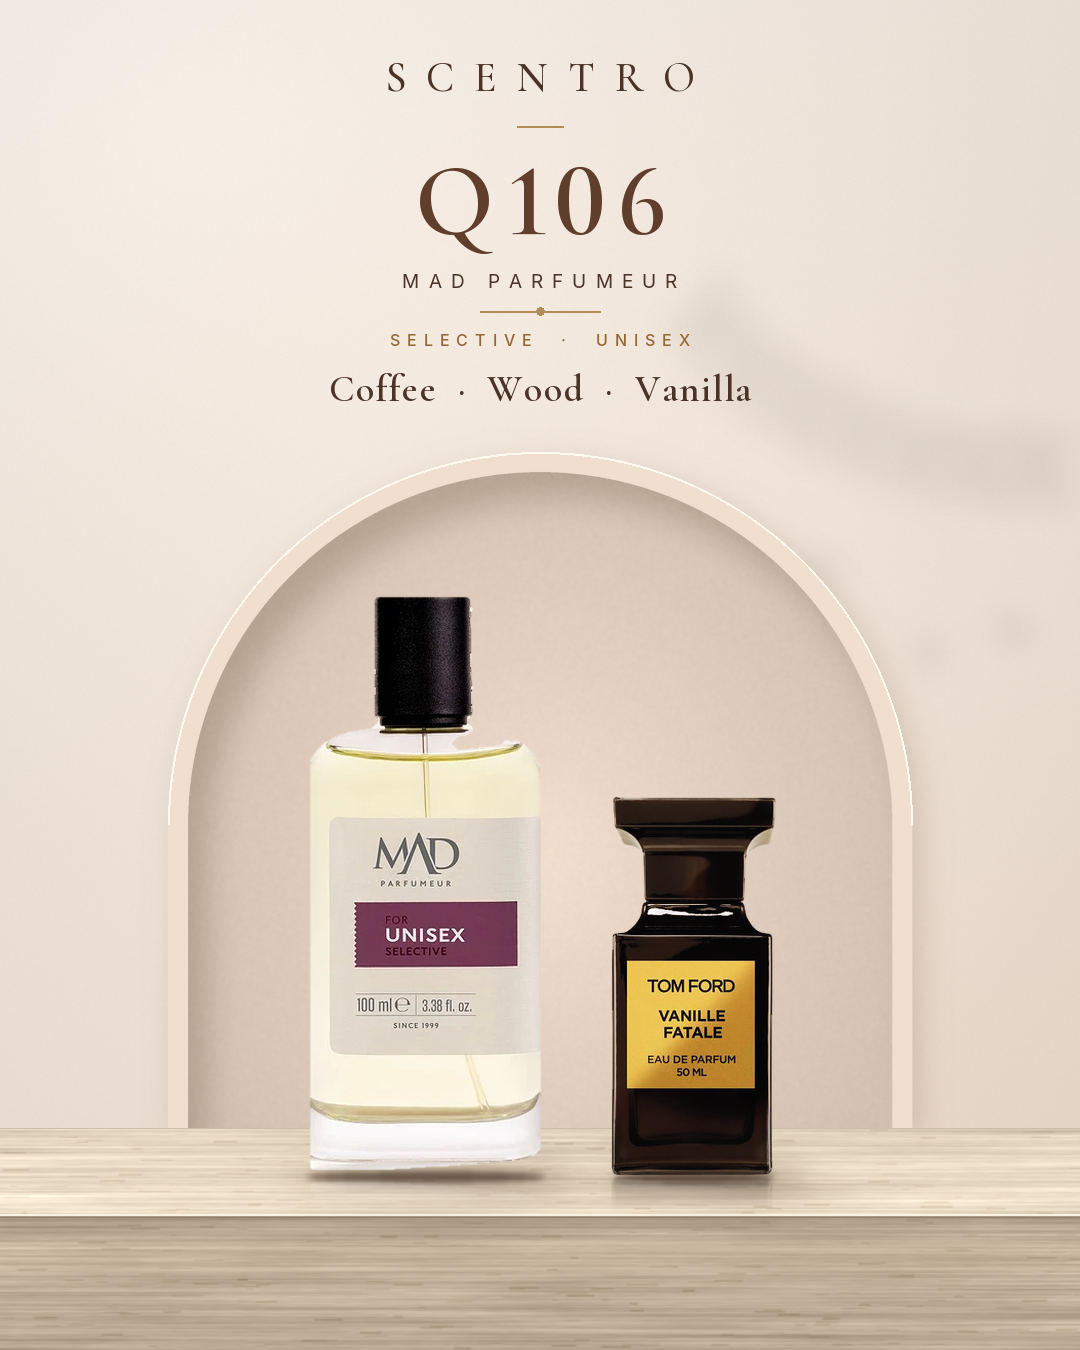 SCENTRO
Q106
MAD PARFUMEUR
SELECTIVE · UNISEX
Coffee · Wood · Vanilla
MAD
PARFUMEUR
FOR
UNISEX
SELECTIVE
100 ml ℮ 3.38 fl. oz.
SINCE 1999
TOM FORD
VANILLE
FATALE
EAU DE PARFUM
50 ML